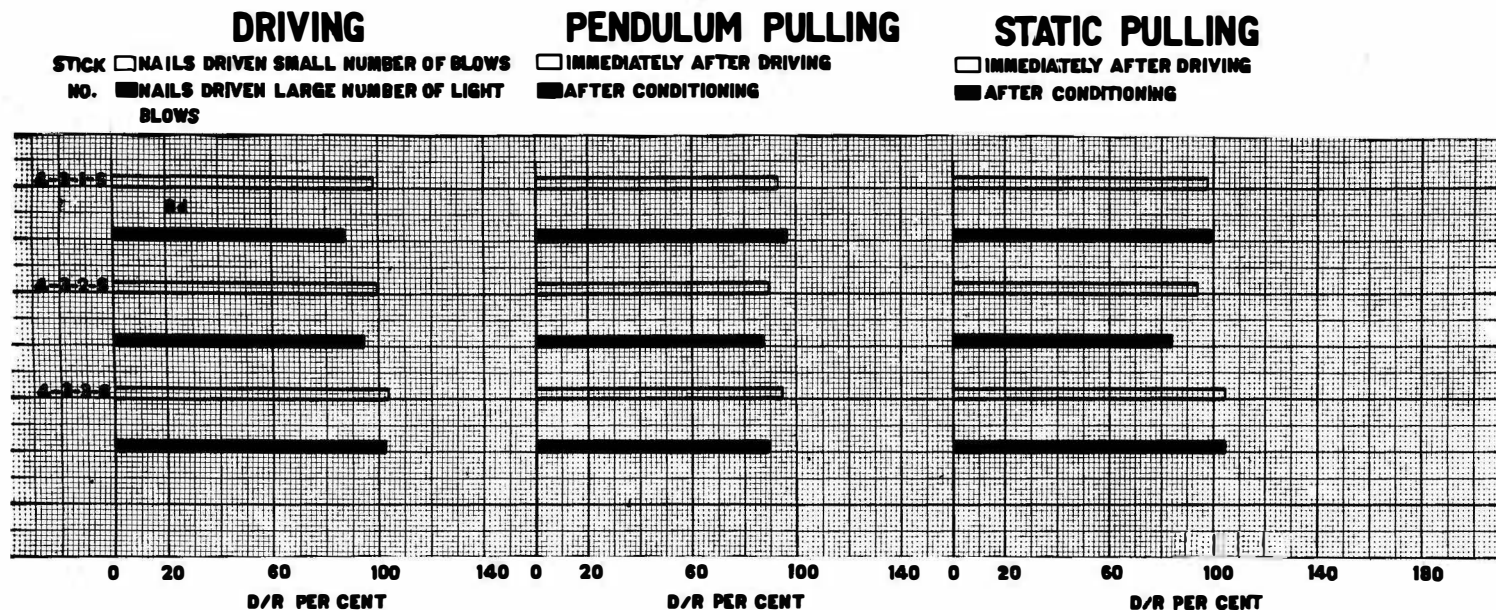 DRIVING
STICK NO.
NAILS DRIVEN SMALL NUMBER OF BLOWS
NAILS DRIVEN LARGE NUMBER OF LIGHT
BLOWS
PENDULUM PULLING
IMMEDIATELY AFTER DRIVING
AFTER CONDITIONING
STATIC PULLING
IMMEDIATELY AFTER DRIVING
AFTER CONDITIONING
0 20 60 100 140
0 20 60 100 140
0 20 60 100 140 180
D/R PER CENT
D/R PER CENT
D/R PER CENT